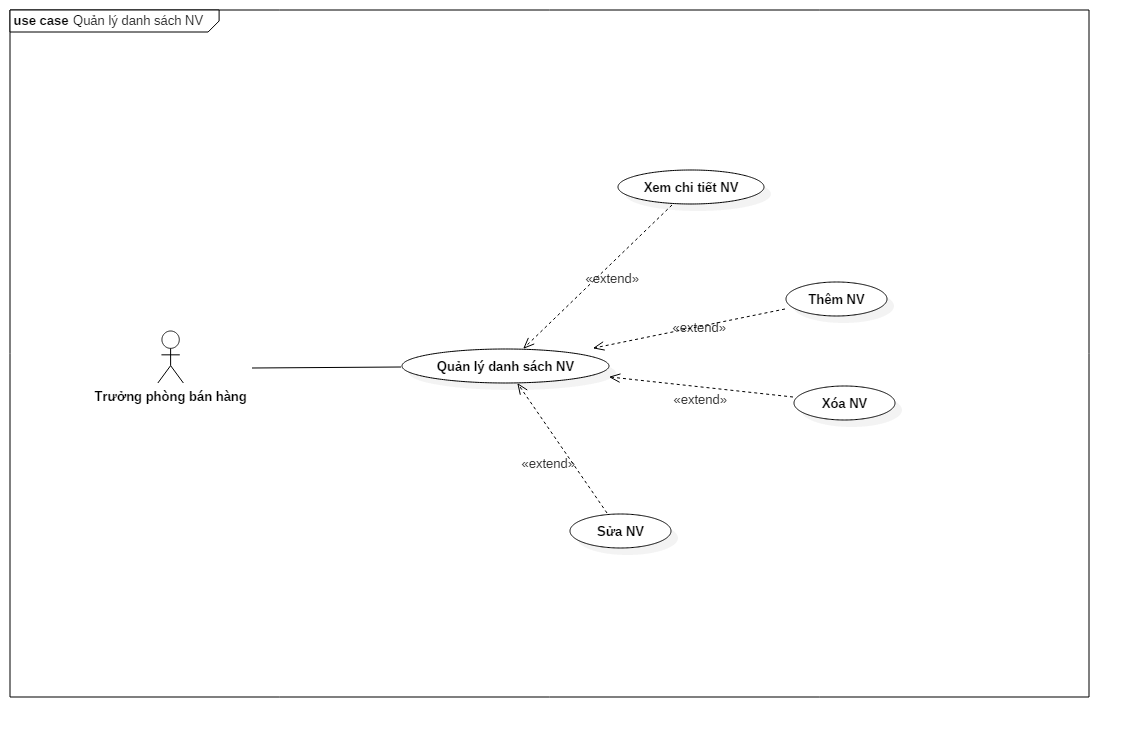 use case Quản lý danh sách NV
Xem chi tiết NV
«extend»
Thêm NV
«extend»
Quản lý danh sách NV
Trưởng phòng bán hàng
«extend»
Xóa NV
«extend»
Sửa NV